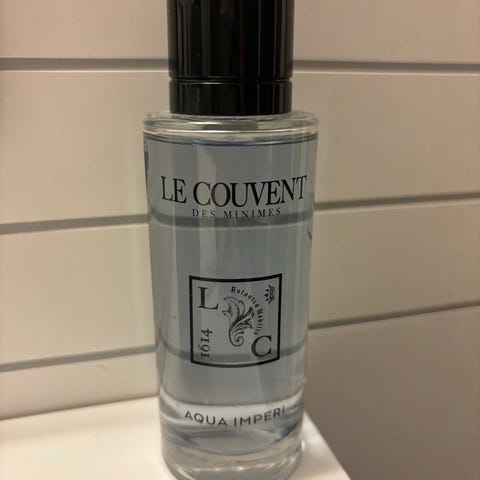 LE COUVENT
DES MINIMES
L
Botanica Nobilis
1614
C
AQUA IMPERI